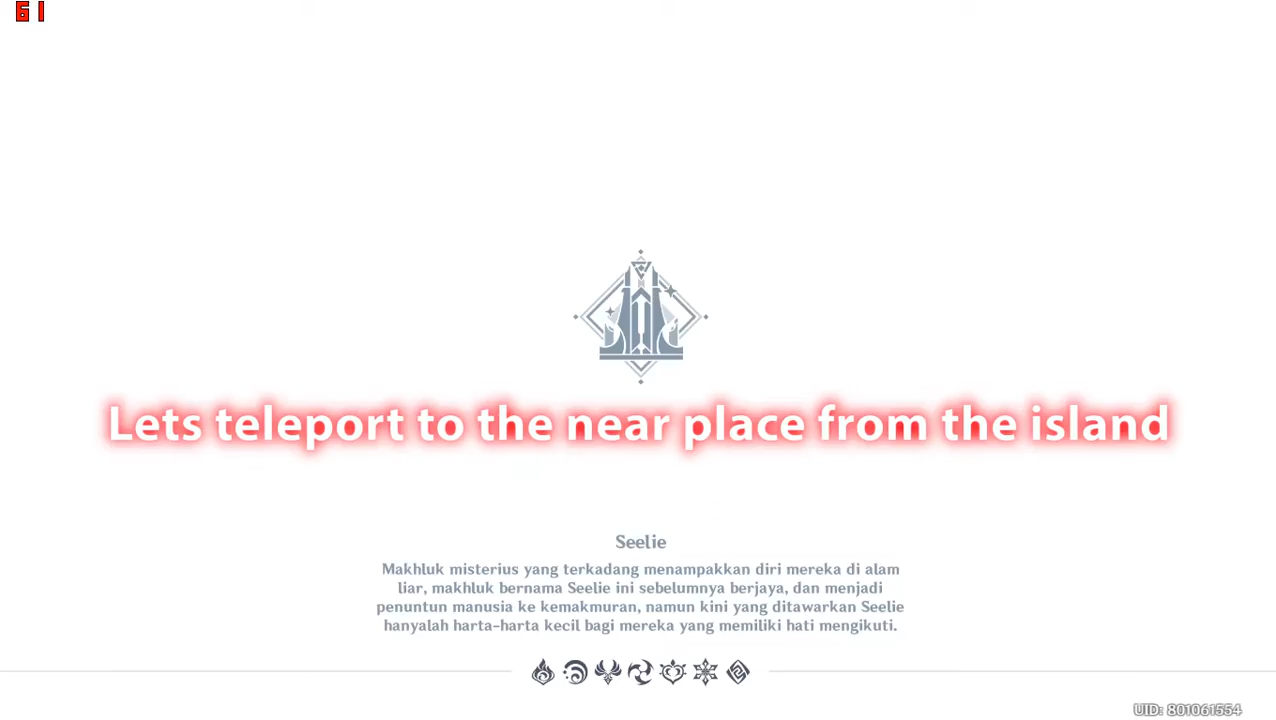 61
Lets teleport to the near place from the island
Seelie
Makhluk misterius yang terkadang menampakkan diri mereka di alam
liar, makhluk bernama Seelie ini sebelumnya berjaya, dan menjadi
penuntun manusia ke kemakmuran, namun kini yang ditawarkan Seelie
hanyalah harta-harta kecil bagi mereka yang memiliki hati mengikuti.
UID: 801061554